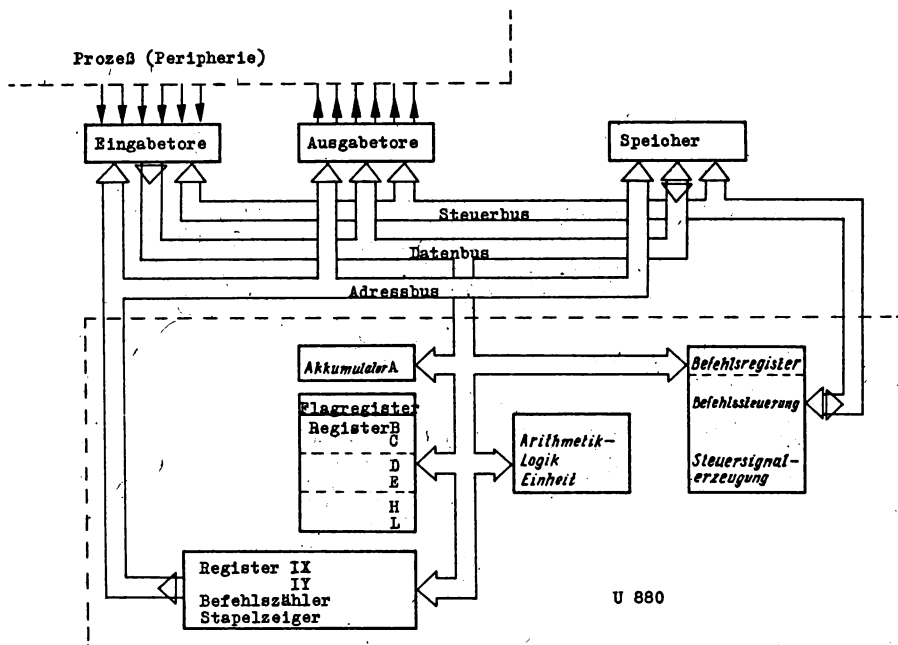 Prozeß (Peripherie)
Eingabetore
Ausgabetore
Speicher
Steuerbus
Datenbus
Adressbus
Akkumulator A
Flagregister
Register B
C
D
E
H
L
Arithmetik-
Logik
Einheit
Befehlsregister
Befehlssteuerung
Steuersignal-
erzeugung
Register IX
IY
Befehlszähler
Stapelzeiger
U 880